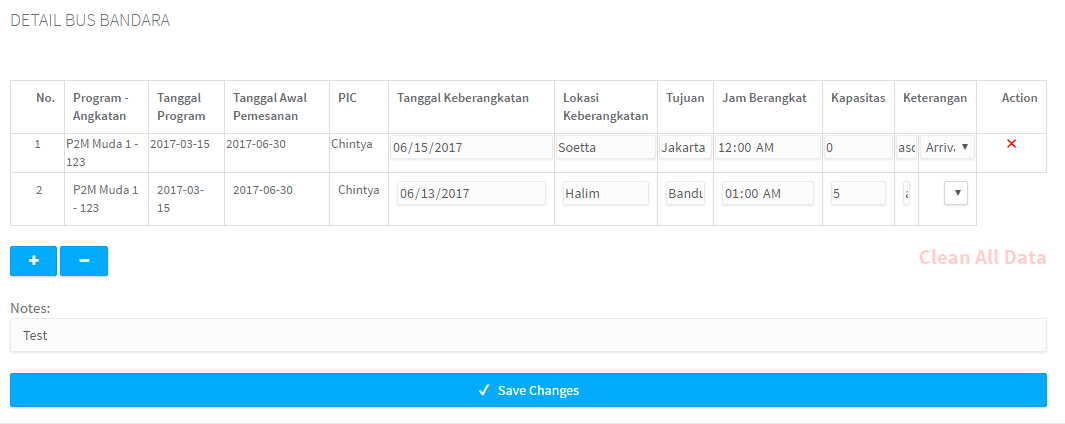 DETAIL BUS BANDARA
No. Program - Angkatan Tanggal Program Tanggal Awal Pemesanan PIC Tanggal Keberangkatan Lokasi Keberangkatan Tujuan Jam Berangkat Kapasitas Keterangan Action
1 P2M Muda 1 - 123 2017-03-15 2017-06-30 Chintya 06/15/2017 Soetta Jakarta 12:00 AM 0
2 P2M Muda 1 - 123 2017-03-15 2017-06-30 Chintya 06/13/2017 Halim 01:00 AM 5
Clean All Data
Notes:
Test
Save Changes